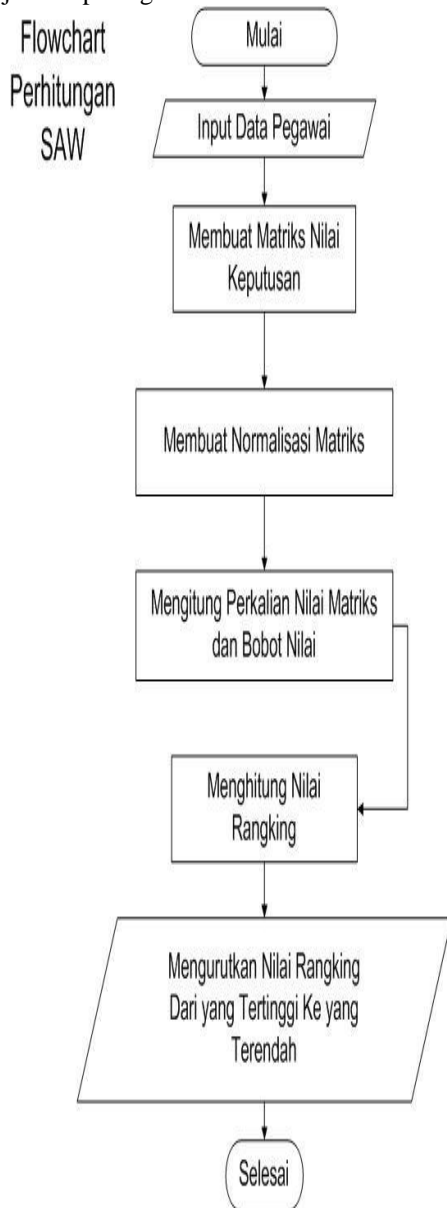 Flowchart
Perhitungan
SAW
Mulai
Input Data Pegawai
Membuat Matriks Nilai
Keputusan
Membuat Normalisasi Matriks
Mengitung Perkalian Nilai Matriks
dan Bobot Nilai
Menghitung Nilai
Rangking
Mengurutkan Nilai Rangking
Dari yang Tertinggi Ke yang
Terendah
Selesai